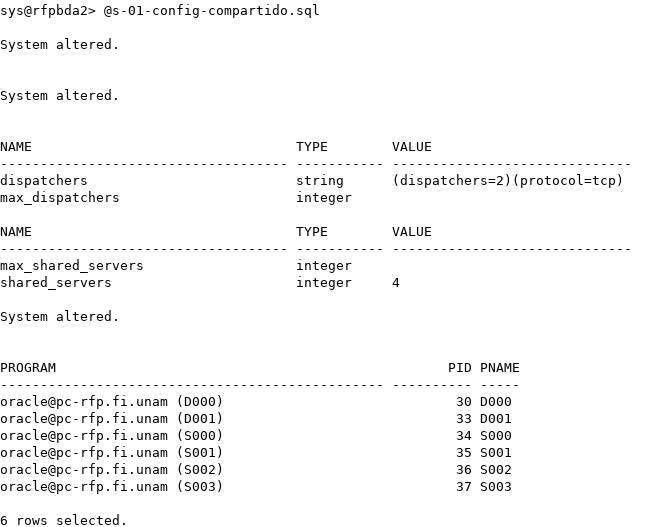 sys@rfpbda2> @s-01-config-compartido.sql
System altered.
System altered.
NAME                                 TYPE        VALUE
------------------------------------ ----------- ------------------------------
dispatchers                          string      (dispatchers=2)(protocol=tcp)
max_dispatchers                      integer
NAME                                 TYPE        VALUE
------------------------------------ ----------- ------------------------------
max_shared_servers                   integer
shared_servers                       integer     4
System altered.
PROGRAM                                                 PID PNAME
------------------------------------------------ ---------- -----
oracle@pc-rfp.fi.unam (D000)                             30 D000
oracle@pc-rfp.fi.unam (D001)                             33 D001
oracle@pc-rfp.fi.unam (S000)                             34 S000
oracle@pc-rfp.fi.unam (S001)                             35 S001
oracle@pc-rfp.fi.unam (S002)                             36 S002
oracle@pc-rfp.fi.unam (S003)                             37 S003
6 rows selected.